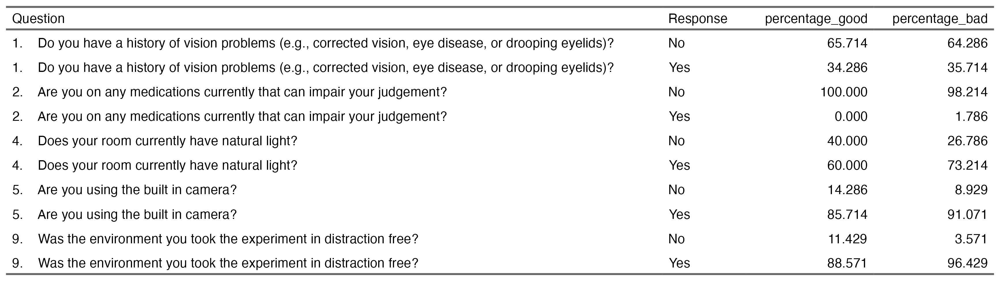 Question Response percentage_good percentage_bad
1. Do you have a history of vision problems (e.g., corrected vision, eye disease, or drooping eyelids)? No 65.714 64.286
1. Do you have a history of vision problems (e.g., corrected vision, eye disease, or drooping eyelids)? Yes 34.286 35.714
2. Are you on any medications currently that can impair your judgement? No 100.000 98.214
2. Are you on any medications currently that can impair your judgement? Yes 0.000 1.786
4. Does your room currently have natural light? No 40.000 26.786
4. Does your room currently have natural light? Yes 60.000 73.214
5. Are you using the built in camera? No 14.286 8.929
5. Are you using the built in camera? Yes 85.714 91.071
9. Was the environment you took the experiment in distraction free? No 11.429 3.571
9. Was the environment you took the experiment in distraction free? Yes 88.571 96.429